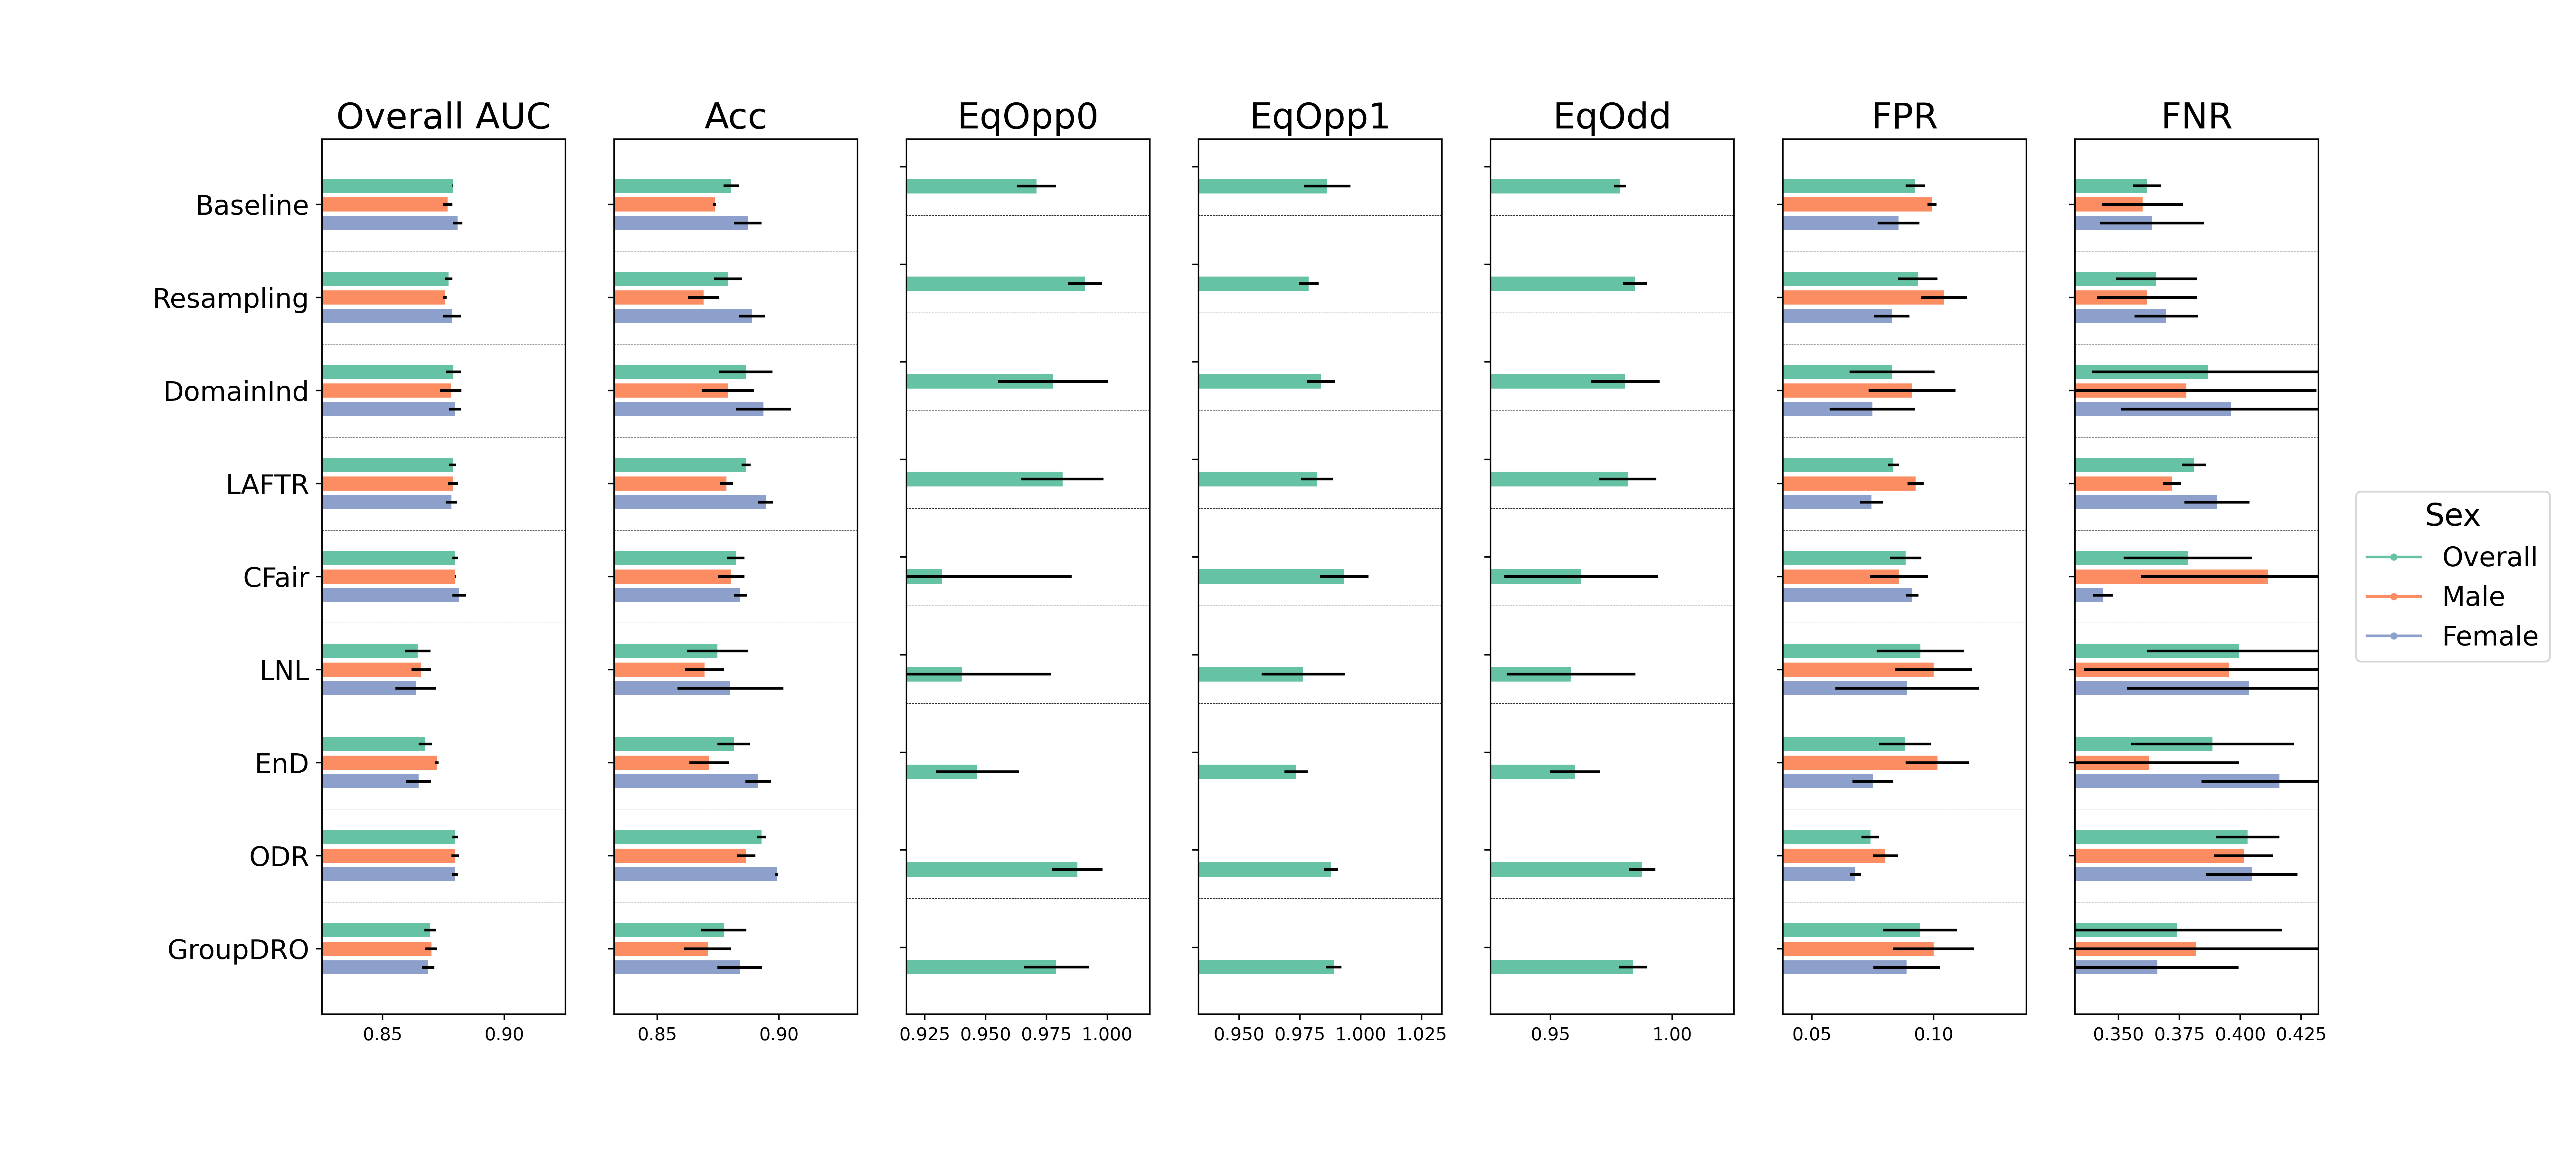 Overall AUC
Acc
EqOpp0
EqOpp1
EqOdd
FPR
FNR
Baseline
Resampling
DomainInd
LAFTR
CFair
LNL
EnD
ODR
GroupDRO
Sex
Overall
Male
Female
0.85 0.90
0.85 0.90
0.925 0.950 0.975 1.000
0.950 0.975 1.000 1.025
0.95 1.00
0.05 0.10
0.350 0.375 0.400 0.425